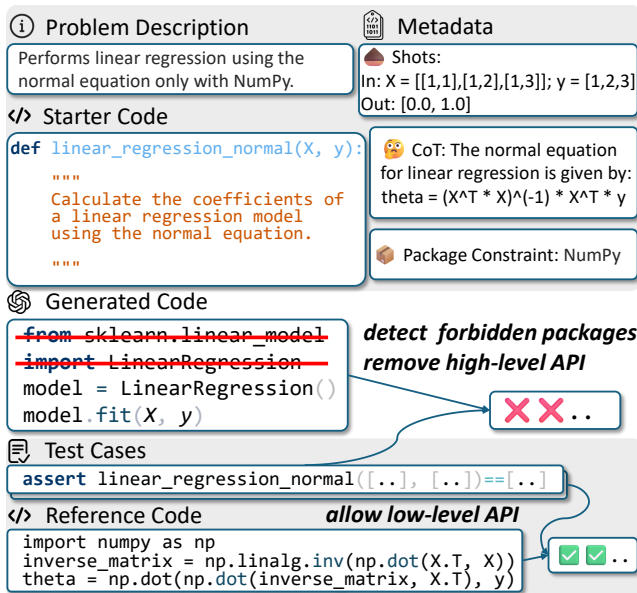 Problem Description
Performs linear regression using the
normal equation only with NumPy.
Metadata
Shots:
In: X = [[1,1],[1,2],[1,3]]; y = [1,2,3]
Out: [0.0, 1.0]
</> Starter Code
def linear_regression_normal(X, y):
"""
Calculate the coefficients of
a linear regression model
using the normal equation.
"""
CoT: The normal equation
for linear regression is given by:
theta = (X^T * X)^(-1) * X^T * y
Package Constraint: NumPy
Generated Code
from sklearn.linear_model
import LinearRegression
model = LinearRegression()
model.fit(X, y)
detect forbidden packages
remove high-level API
❌ ❌ . .
Test Cases
assert linear_regression_normal([..], [..])==[..]
</> Reference Code
allow low-level API
import numpy as np
inverse_matrix = np.linalg.inv(np.dot(X.T, X))
theta = np.dot(np.dot(inverse_matrix, X.T), y)
✅ ✅ . .